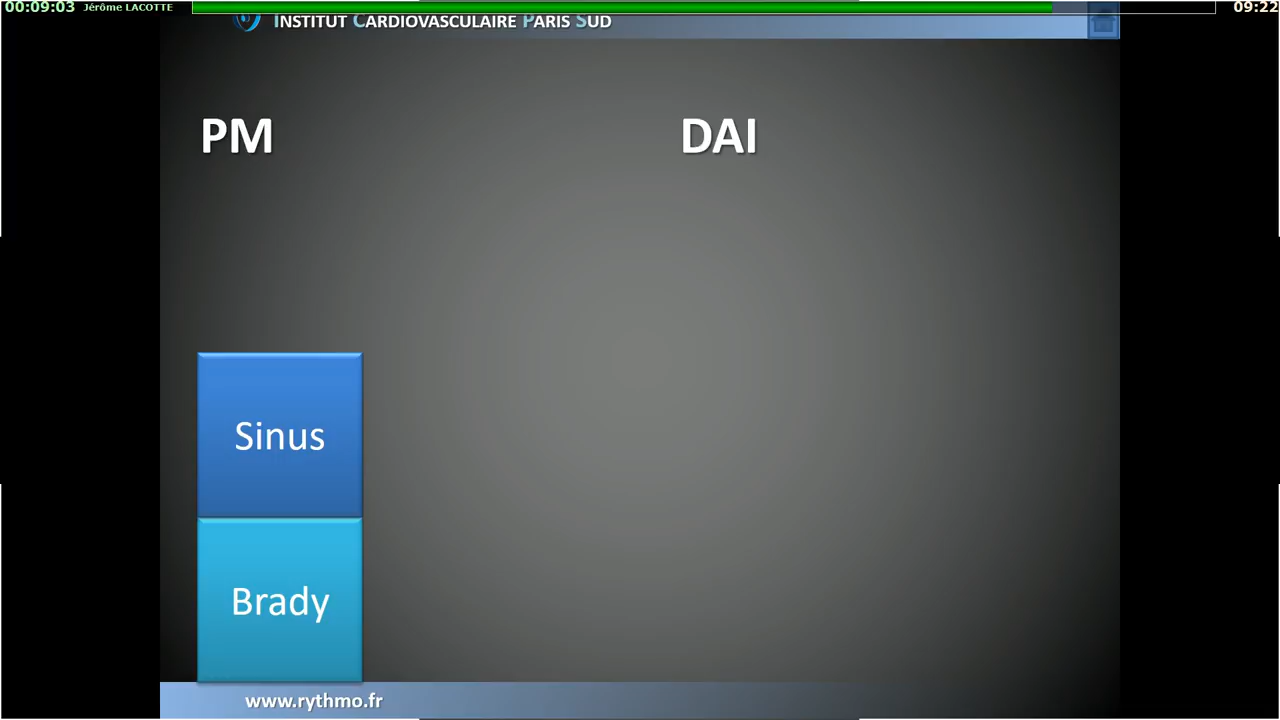 00:09:03 Jérôme LACOTTE 09:22
INSTITUT CARDIOVASCULAIRE PARIS SUD
PM DAI
Sinus
Brady
www.rythmo.fr